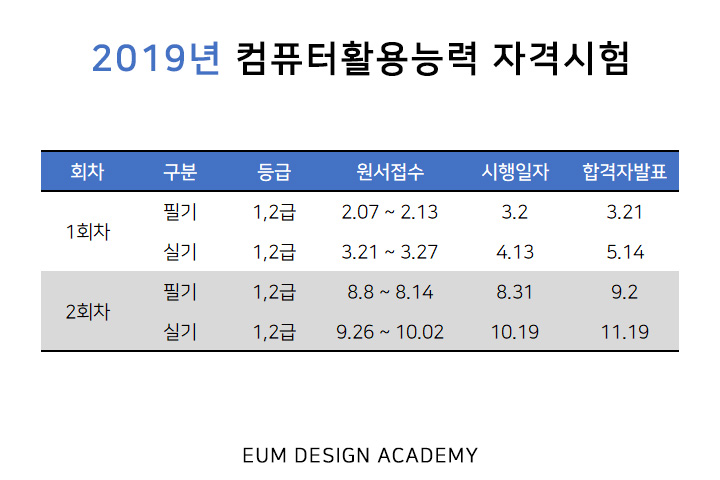 2019년 컴퓨터활용능력 자격시험
회차 구분 등급 원서접수 시행일자 합격자발표
1회차
필기 1,2급 2.07 ~ 2.13 3.2 3.21
실기 1,2급 3.21 ~ 3.27 4.13 5.14
2회차
필기 1,2급 8.8 ~ 8.14 8.31 9.2
실기 1,2급 9.26 ~ 10.02 10.19 11.19
EUM DESIGN ACADEMY